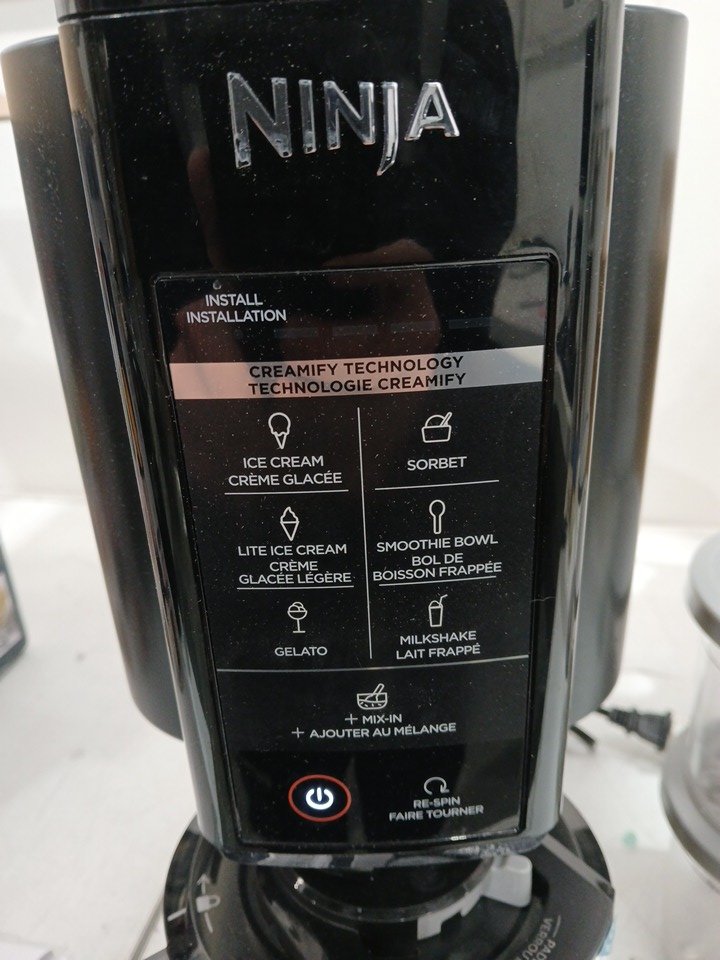 NINJA
INSTALL
INSTALLATION
CREAMIFY TECHNOLOGY
TECHNOLOGIE CREAMIFY
ICE CREAM
CRÈME GLACÉE
SORBET
LITE ICE CREAM
CRÈME
GLACÉE LÉGÈRE
SMOOTHIE BOWL
BOL DE
BOISSON FRAPPÉE
GELATO
MILKSHAKE
LAIT FRAPPÉ
+ MIX-IN
+ AJOUTER AU MÉLANGE
RE-SPIN
FAIRE TOURNER